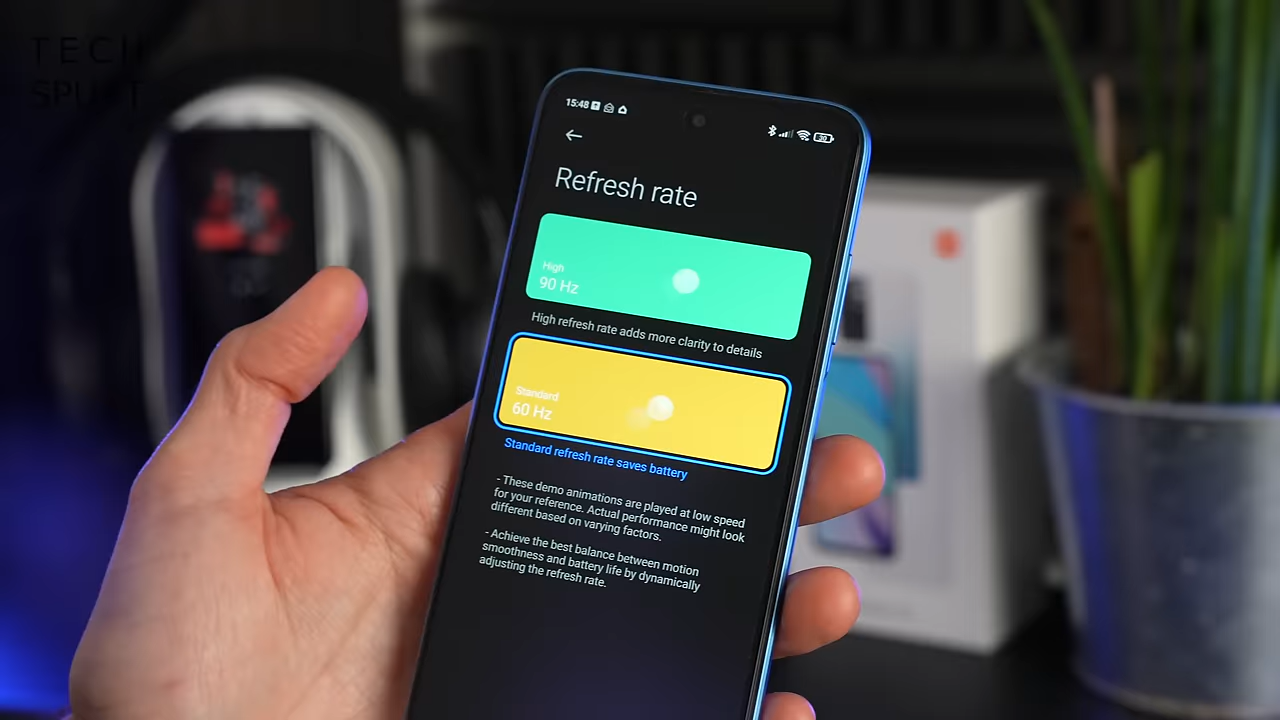 TECH
SPURT
15:48
Refresh rate
High
90 Hz
High refresh rate adds more clarity to details
Standard
60 Hz
Standard refresh rate saves battery
- These demo animations are played at low speed
for your reference. Actual performance might look
different based on varying factors.
- Achieve the best balance between motion
smoothness and battery life by dynamically
adjusting the refresh rate.